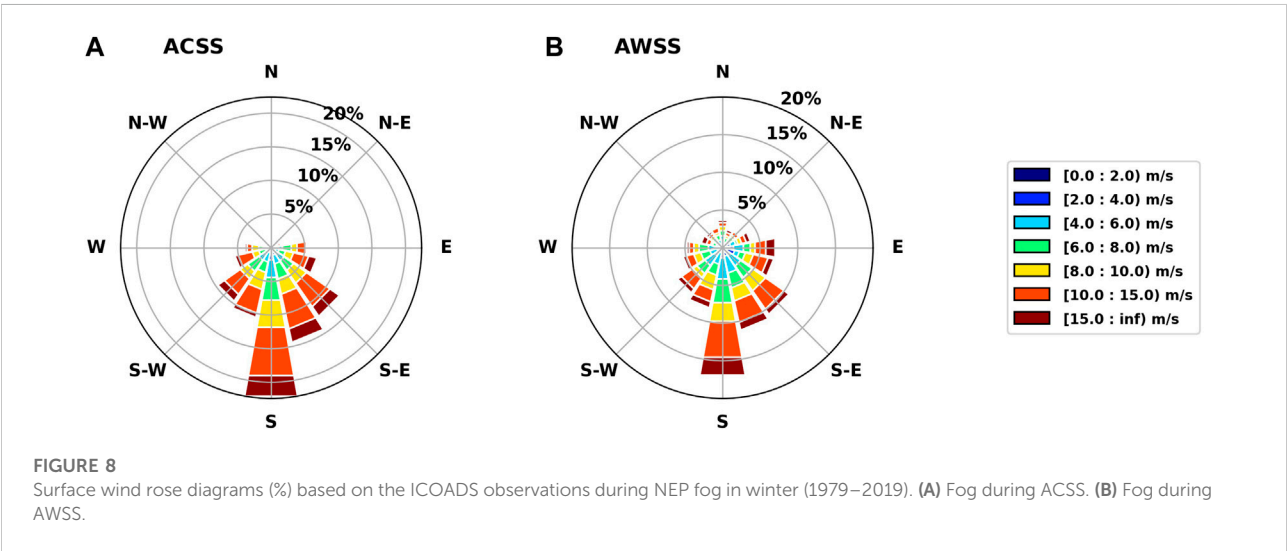 A ACSS
N
N-W
N-E
20%
15%
10%
5%
W
E
S-W
S-E
S
B AWSS
N
N-W
N-E
20%
15%
10%
5%
W
E
S-W
S-E
S
[0.0 : 2.0) m/s
[2.0 : 4.0) m/s
[4.0 : 6.0) m/s
[6.0 : 8.0) m/s
[8.0 : 10.0) m/s
[10.0 : 15.0) m/s
[15.0 : inf) m/s
FIGURE 8
Surface wind rose diagrams (%) based on the ICOADS observations during NEP fog in winter (1979–2019). (A) Fog during ACSS. (B) Fog during
AWSS.